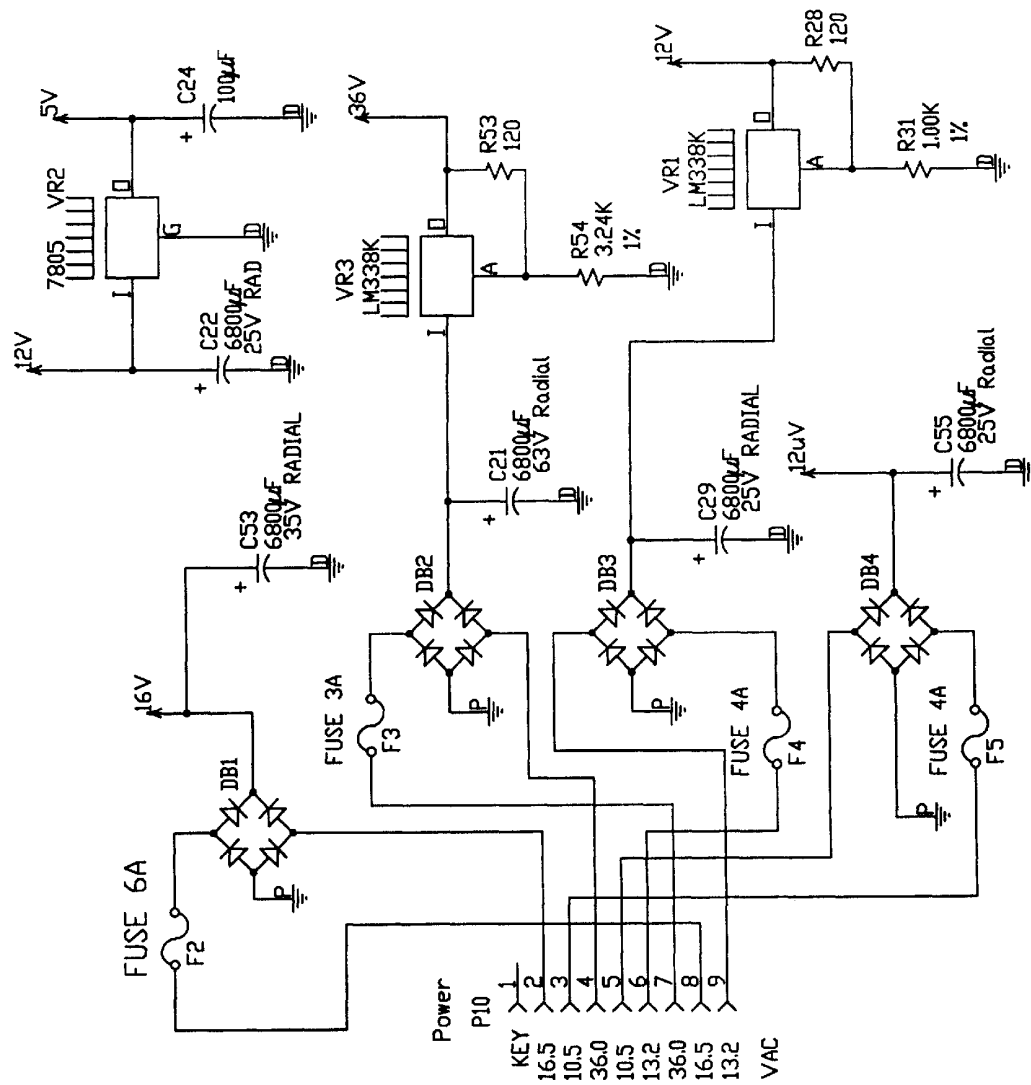 Power
P10
KEY 1
16.5 2
10.5 3
36.0 4
10.5 5
13.2 6
36.0 7
16.5 8
13.2 9
VAC
FUSE 6A
F2
DB1
P
16V
+
C53
6800µF
35V RADIAL
D
12V
+
C22
6800µF
25V RAD
D
7805
VR2
I
O
G
D
5V
+
C24
100µF
D
FUSE 3A
F3
DB2
P
+
C21
6800µF
63V Radial
D
VR3
LM338K
I
O
A
36V
R53
120
R54
3.24K
1%
D
FUSE 4A
F4
DB3
P
+
C29
6800µF
25V RADIAL
D
VR1
LM338K
I
O
A
12V
R28
120
R31
1.00K
1%
D
FUSE 4A
F5
DB4
P
12uV
+
C55
6800µF
25V Radial
D